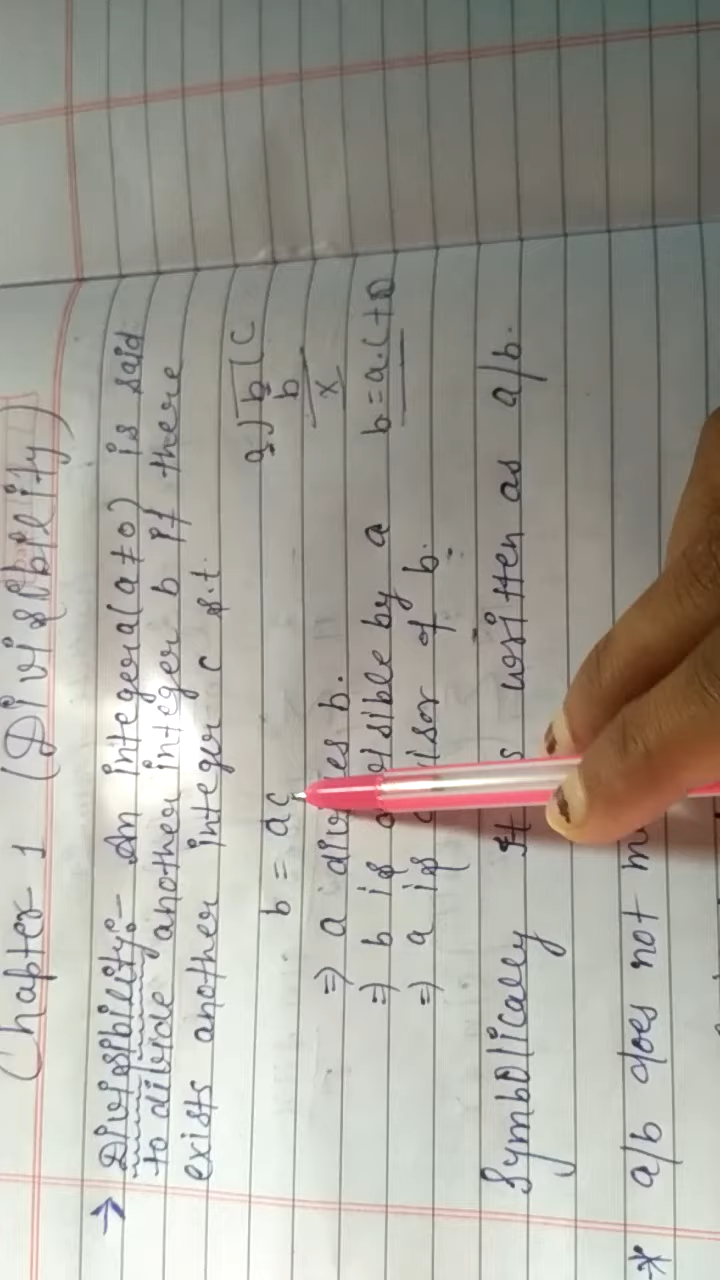 Chapter 1 (Divisibility)
→ Divisibility:- An integer a (a≠0) is said
to divide another integer b if there
exists another integer c s.t.
b = ac
a) b ( c
b
x
⇒ a divides b.
⇒ b is divisible by a
b = a.c + 0
⇒ a is divisor of b.
Symbolically It is written as a/b.
* a/b does not